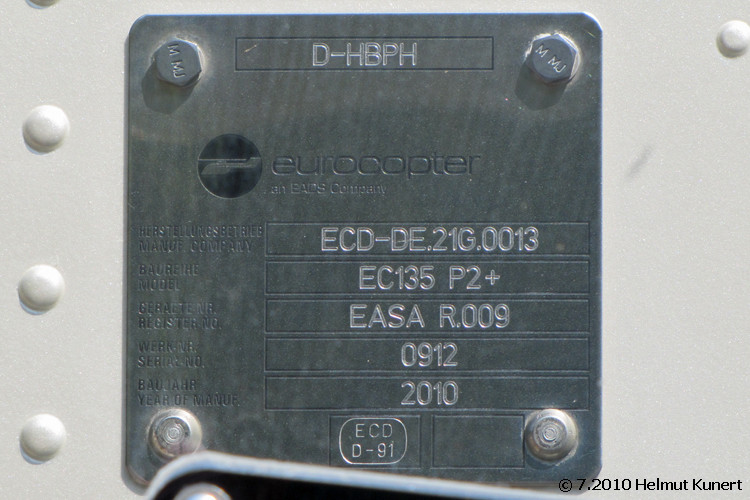 D-HBPH
M MJ
M MJ
eurocopter
an EADS Company
HERSTELLUNGSBETRIEB
MANUF. COMPANY
ECD-DE.21G.0013
BAUREIHE
MODEL
EC135 P2+
GERÄTE NR.
REGISTER NO.
EASA R.009
WERK-NR.
SERIAL-NO.
0912
BAUJAHR
YEAR OF MANUF.
2010
ECD
D-91
© 7.2010 Helmut Kunert